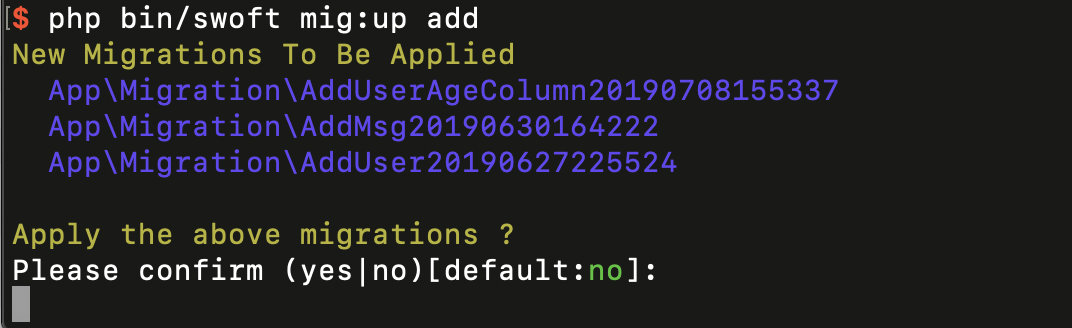 [$ php bin/swoft mig:up add
New Migrations To Be Applied
  App\Migration\AddUserAgeColumn20190708155337
  App\Migration\AddMsg20190630164222
  App\Migration\AddUser20190627225524
Apply the above migrations ?
Please confirm (yes|no)[default:no]: